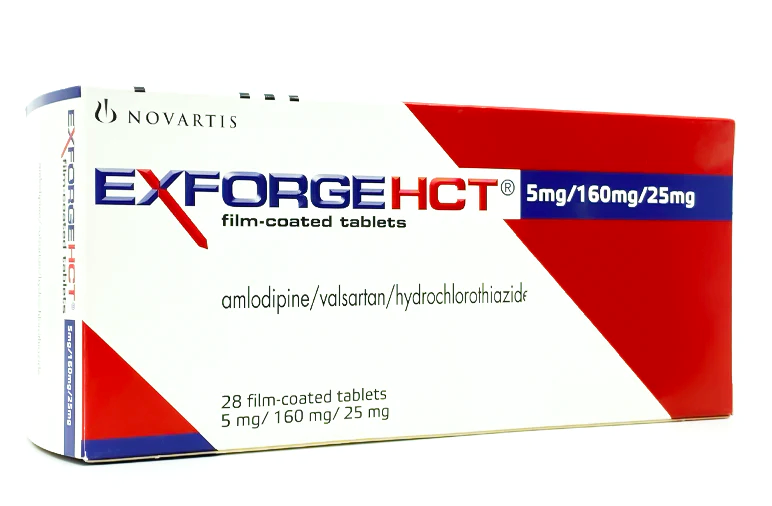 NOVARTIS
EXFORGEHCT® 5mg/160mg/25mg
film-coated tablets
amlodipine/valsartan/hydrochlorothiazide
28 film-coated tablets
5 mg/ 160 mg/ 25 mg
EXFORGEHCT®
film-coated tablets
5mg/160mg/25mg